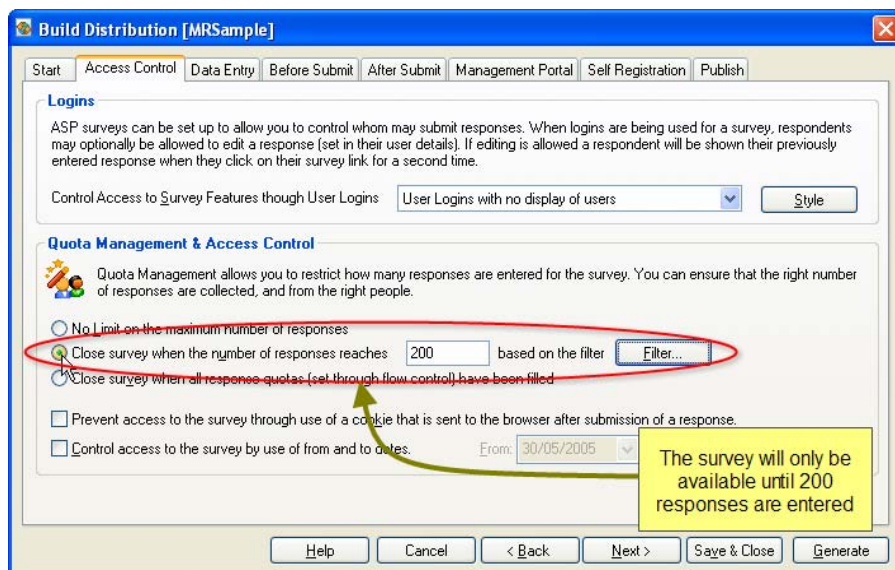 Build Distribution [MRSample]
Start Access Control Data Entry Before Submit After Submit Management Portal Self Registration Publish
Logins
ASP surveys can be set up to allow you to control whom may submit responses. When logins are being used for a survey, respondents
may optionally be allowed to edit a response (set in their user details). If editing is allowed a respondent will be shown their previously
entered response when they click on their survey link for a second time.
Control Access to Survey Features though User Logins User Logins with no display of users Style
Quota Management & Access Control
Quota Management allows you to restrict how many responses are entered for the survey. You can ensure that the right number
of responses are collected, and from the right people.
No Limit on the maximum number of responses
Close survey when the number of responses reaches 200 based on the filter Filter...
Close survey when all response quotas (set through flow control) have been filled
Prevent access to the survey through use of a cookie that is sent to the browser after submission of a response.
Control access to the survey by use of from and to dates. From: 30/05/2005
The survey will only be
available until 200
responses are entered
Help Cancel < Back Next > Save & Close Generate